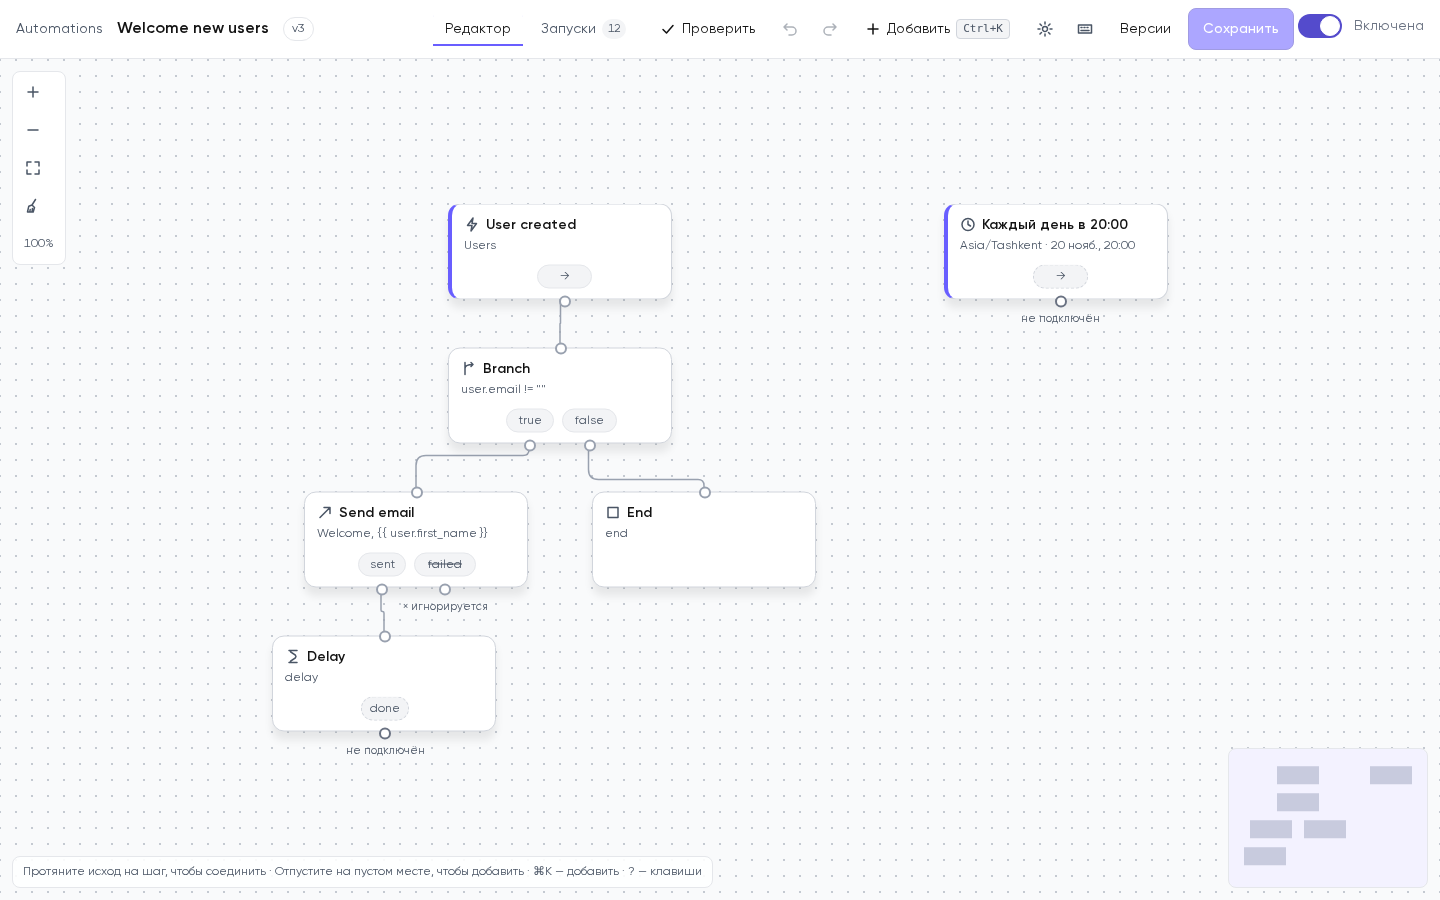 Automations Welcome new users v3 Редактор Запуски 12 Проверить Добавить Ctrl+K Версии Сохранить Включена
100%
User created
Users
→
Каждый день в 20:00
Asia/Tashkent · 20 нояб., 20:00
→
не подключён
Branch
user.email != ""
true false
Send email
Welcome, {{ user.first_name }}
sent failed
× игнорируется
End
end
Delay
delay
done
не подключён
Протяните исход на шаг, чтобы соединить · Отпустите на пустом месте, чтобы добавить · ⌘K — добавить · ? — клавиши